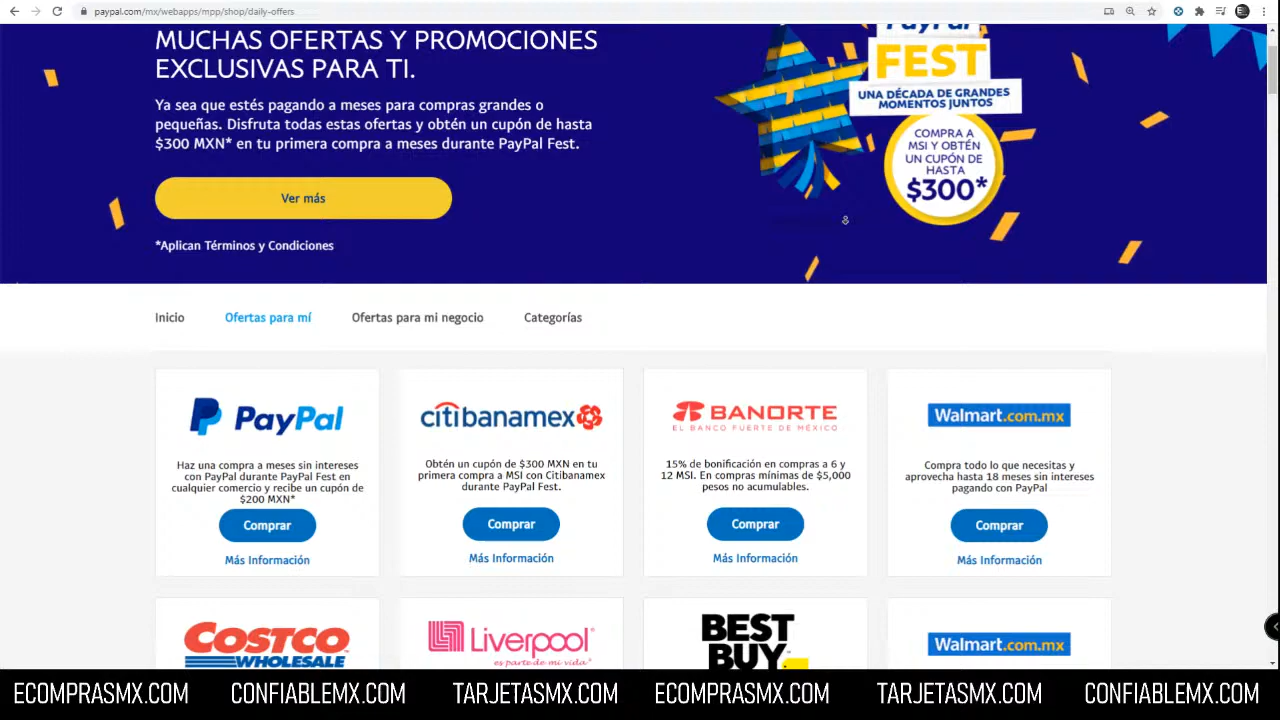 paypal.com/mx/webapps/mpp/shop/daily-offers
MUCHAS OFERTAS Y PROMOCIONES
EXCLUSIVAS PARA TI.
Ya sea que estés pagando a meses para compras grandes o
pequeñas. Disfruta todas estas ofertas y obtén un cupón de hasta
$300 MXN* en tu primera compra a meses durante PayPal Fest.
Ver más
*Aplican Términos y Condiciones
PayPal
FEST
UNA DÉCADA DE GRANDES
MOMENTOS JUNTOS
COMPRA A
MSI Y OBTÉN
UN CUPÓN DE
HASTA
$300*
Inicio
Ofertas para mí
Ofertas para mi negocio
Categorías
PayPal
Haz una compra a meses sin intereses
con PayPal durante PayPal Fest en
cualquier comercio y recibe un cupón de
$200 MXN*
Comprar
Más Información
citibanamex
Obtén un cupón de $300 MXN en tu
primera compra a MSI con Citibanamex
durante PayPal Fest.
Comprar
Más Información
BANORTE
EL BANCO FUERTE DE MÉXICO
15% de bonificación en compras a 6 y
12 MSI. En compras mínimas de $5,000
pesos no acumulables.
Comprar
Más Información
Walmart.com.mx
Compra todo lo que necesitas y
aprovecha hasta 18 meses sin intereses
pagando con PayPal
Comprar
Más Información
COSTCO
WHOLESALE
Liverpool
es parte de mi vida
BEST
BUY
Walmart.com.mx
ECOMPRASMX.COM
CONFIABLEMX.COM
TARJETASMX.COM
ECOMPRASMX.COM
TARJETASMX.COM
CONFIABLEMX.COM